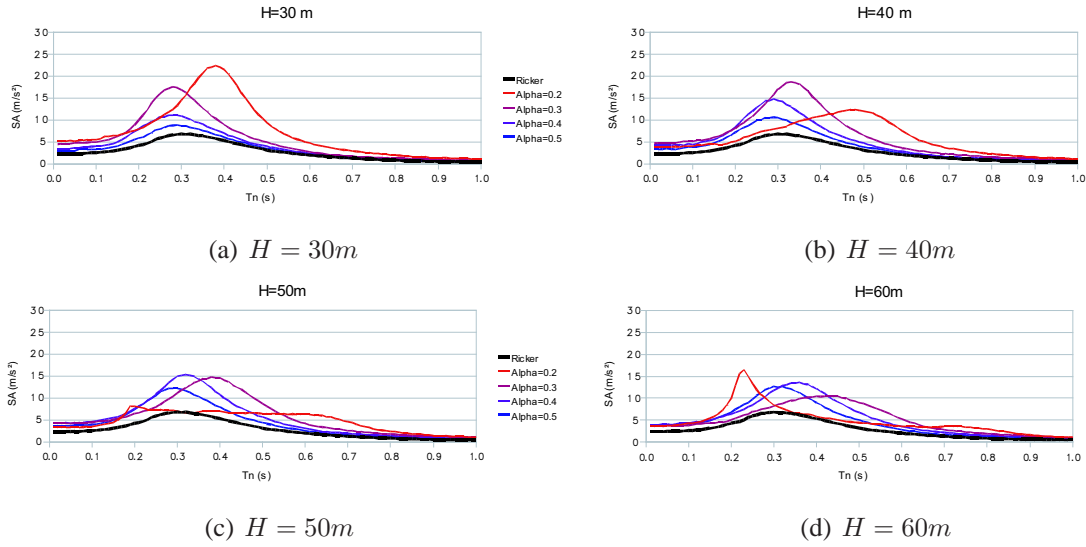 H=30 m
SA (m/s²)
30
25
20
15
10
5
0
0.0 0.1 0.2 0.3 0.4 0.5 0.6 0.7 0.8 0.9 1.0
Tn (s)
Ricker
Alpha=0.2
Alpha=0.3
Alpha=0.4
Alpha=0.5
(a) H = 30m
H=40 m
SA (m/s²)
30
25
20
15
10
5
0
0.0 0.1 0.2 0.3 0.4 0.5 0.6 0.7 0.8 0.9 1.0
Tn (s)
(b) H = 40m
H=50m
SA (m/s²)
30
25
20
15
10
5
0
0.0 0.1 0.2 0.3 0.4 0.5 0.6 0.7 0.8 0.9 1.0
Tn (s)
Ricker
Alpha=0.2
Alpha=0.3
Alpha=0.4
Alpha=0.5
(c) H = 50m
H=60m
SA (m/s²)
30
25
20
15
10
5
0
0.0 0.1 0.2 0.3 0.4 0.5 0.6 0.7 0.8 0.9 1.0
Tn (s)
(d) H = 60m